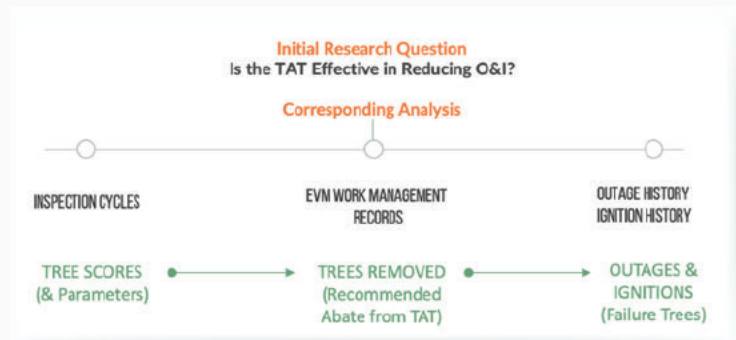 Initial Research Question
Is the TAT Effective in Reducing O&I?
Corresponding Analysis
INSPECTION CYCLES
EVM WORK MANAGEMENT
RECORDS
OUTAGE HISTORY
IGNITION HISTORY
TREE SCORES
(& Parameters)
TREES REMOVED
(Recommended
Abate from TAT)
OUTAGES &
IGNITIONS
(Failure Trees)